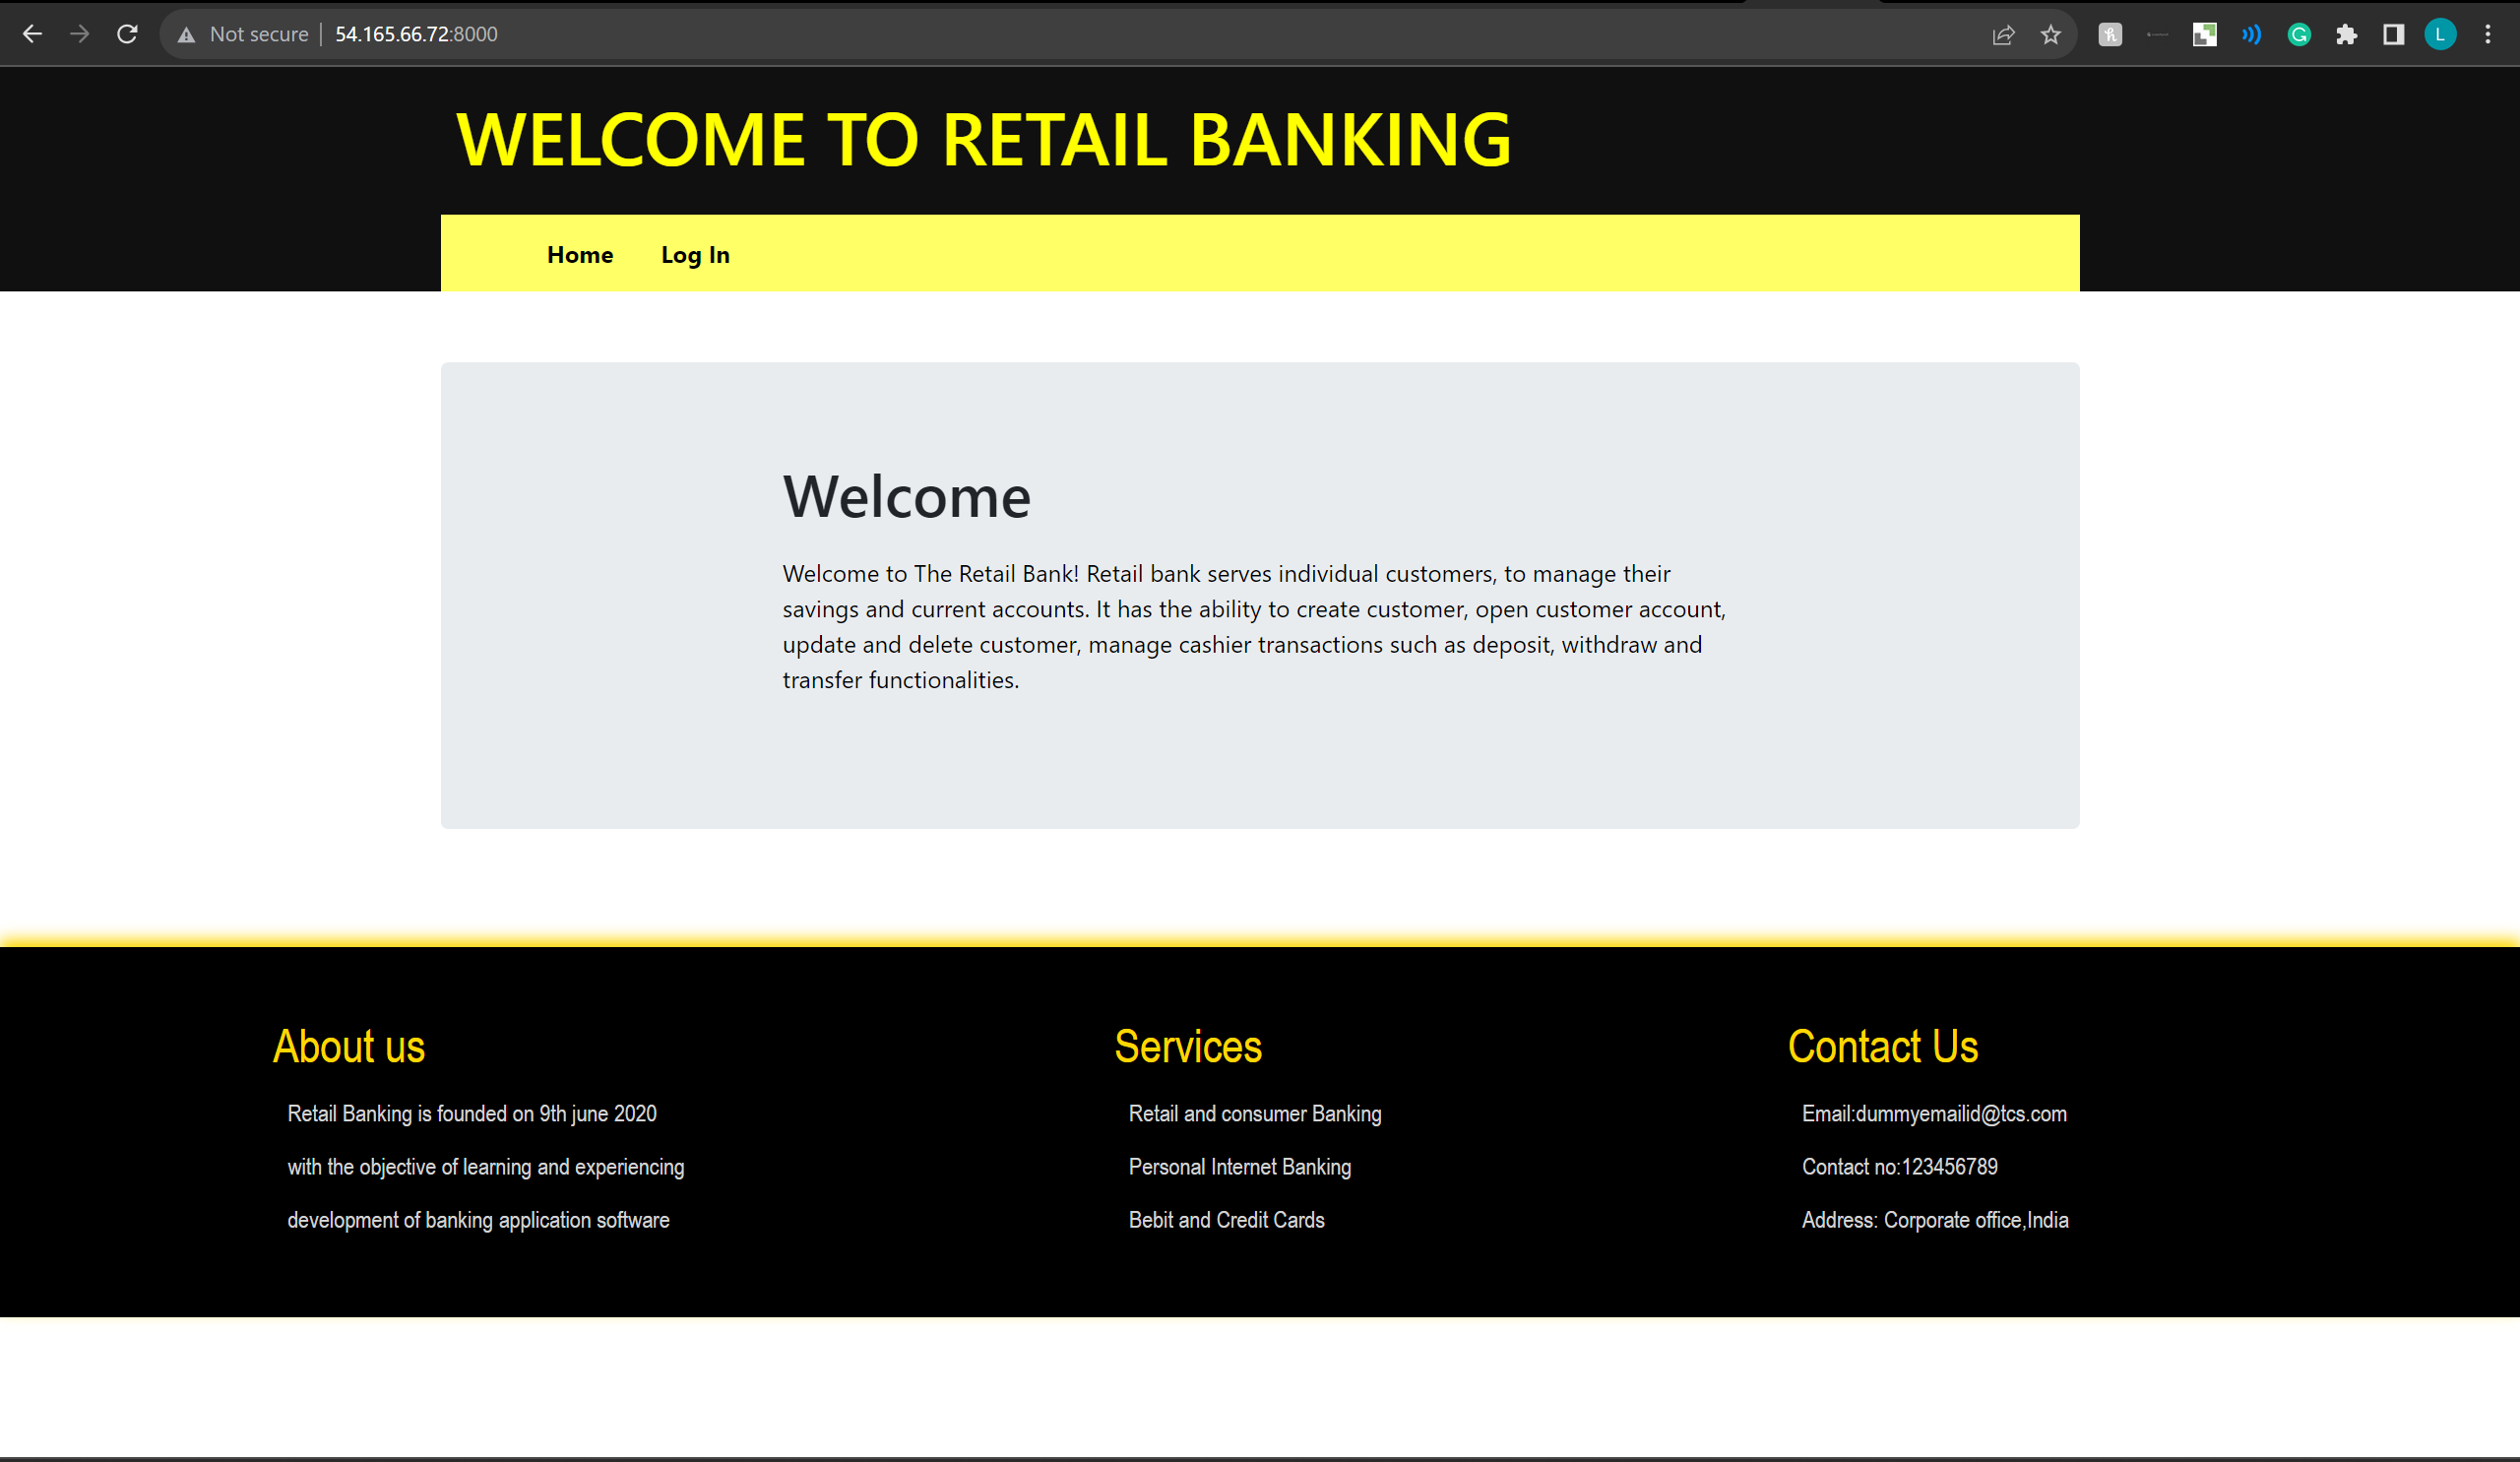 Not secure | 54.165.66.72:8000
L
WELCOME TO RETAIL BANKING
Home Log In
Welcome
Welcome to The Retail Bank! Retail bank serves individual customers, to manage their
savings and current accounts. It has the ability to create customer, open customer account,
update and delete customer, manage cashier transactions such as deposit, withdraw and
transfer functionalities.
About us
Retail Banking is founded on 9th june 2020
with the objective of learning and experiencing
development of banking application software
Services
Retail and consumer Banking
Personal Internet Banking
Bebit and Credit Cards
Contact Us
Email:dummyemailid@tcs.com
Contact no:123456789
Address: Corporate office,India